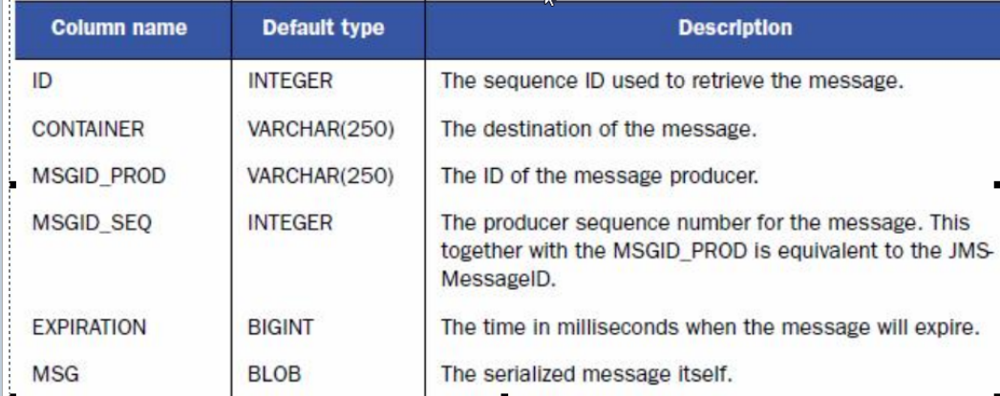 Column name Default type Description
ID INTEGER The sequence ID used to retrieve the message.
CONTAINER VARCHAR(250) The destination of the message.
MSGID_PROD VARCHAR(250) The ID of the message producer.
MSGID_SEQ INTEGER The producer sequence number for the message. This
together with the MSGID_PROD is equivalent to the JMS-
MessageID.
EXPIRATION BIGINT The time in milliseconds when the message will expire.
MSG BLOB The serialized message itself.